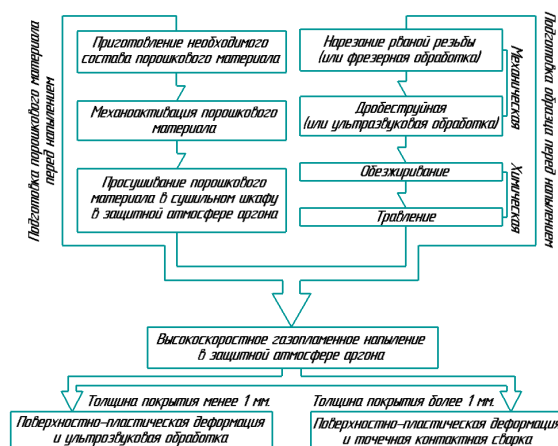 Подготовка порошкового материала
перед напылением
Приготовление необходимого
состава порошкового материала
Механоактивация порошкового
материала
Просушивание порошкового
материала в сушильном шкафу
в защитной атмосфере аргона
Нарезание рваной резьбы
(или фрезерная обработка)
Дробеструйная
(или ультразвуковая обработка)
Обезжиривание
Травление
Механическая
Химическая
Подготовка образца перед напылением
Высокоскоростное газопламенное напыление
в защитной атмосфере аргона
Толщина покрытия менее 1 мм.
Толщина покрытия более 1 мм.
Поверхностно-пластическая деформация
и ультразвуковая обработка
Поверхностно-пластическая деформация
и точечная контактная сварка